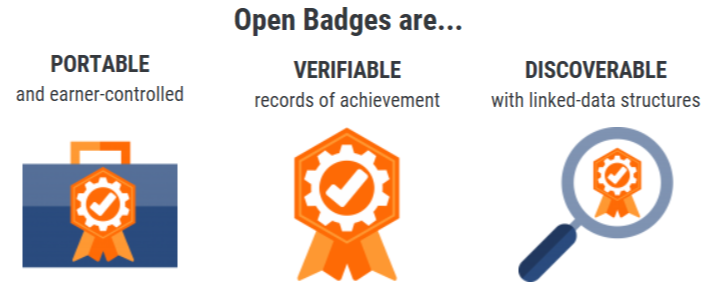 Open Badges are...
PORTABLE
and earner-controlled
VERIFIABLE
records of achievement
DISCOVERABLE
with linked-data structures